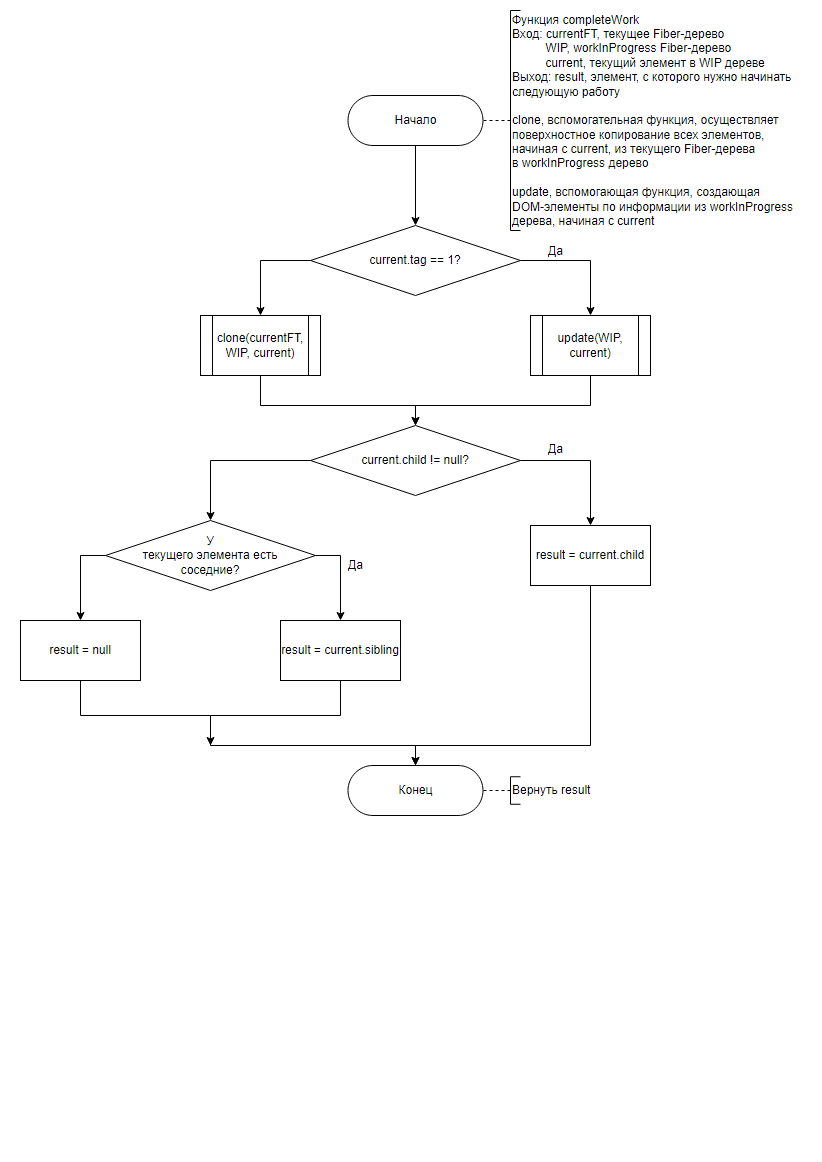 Функция completeWork
Вход: currentFT, текущее Fiber-дерево
WIP, workInProgress Fiber-дерево
current, текущий элемент в WIP дереве
Выход: result, элемент, с которого нужно начинать
следующую работу
clone, вспомогательная функция, осуществляет
поверхностное копирование всех элементов,
начиная с current, из текущего Fiber-дерева
в workInProgress дерево
update, вспомогающая функция, создающая
DOM-элементы по информации из workInProgress
дерева, начиная с current
Начало
current.tag == 1?
Да
clone(currentFT,
WIP, current)
update(WIP,
current)
current.child != null?
Да
У
текущего элемента есть
соседние?
Да
result = current.child
result = null
result = current.sibling
Конец
Вернуть result